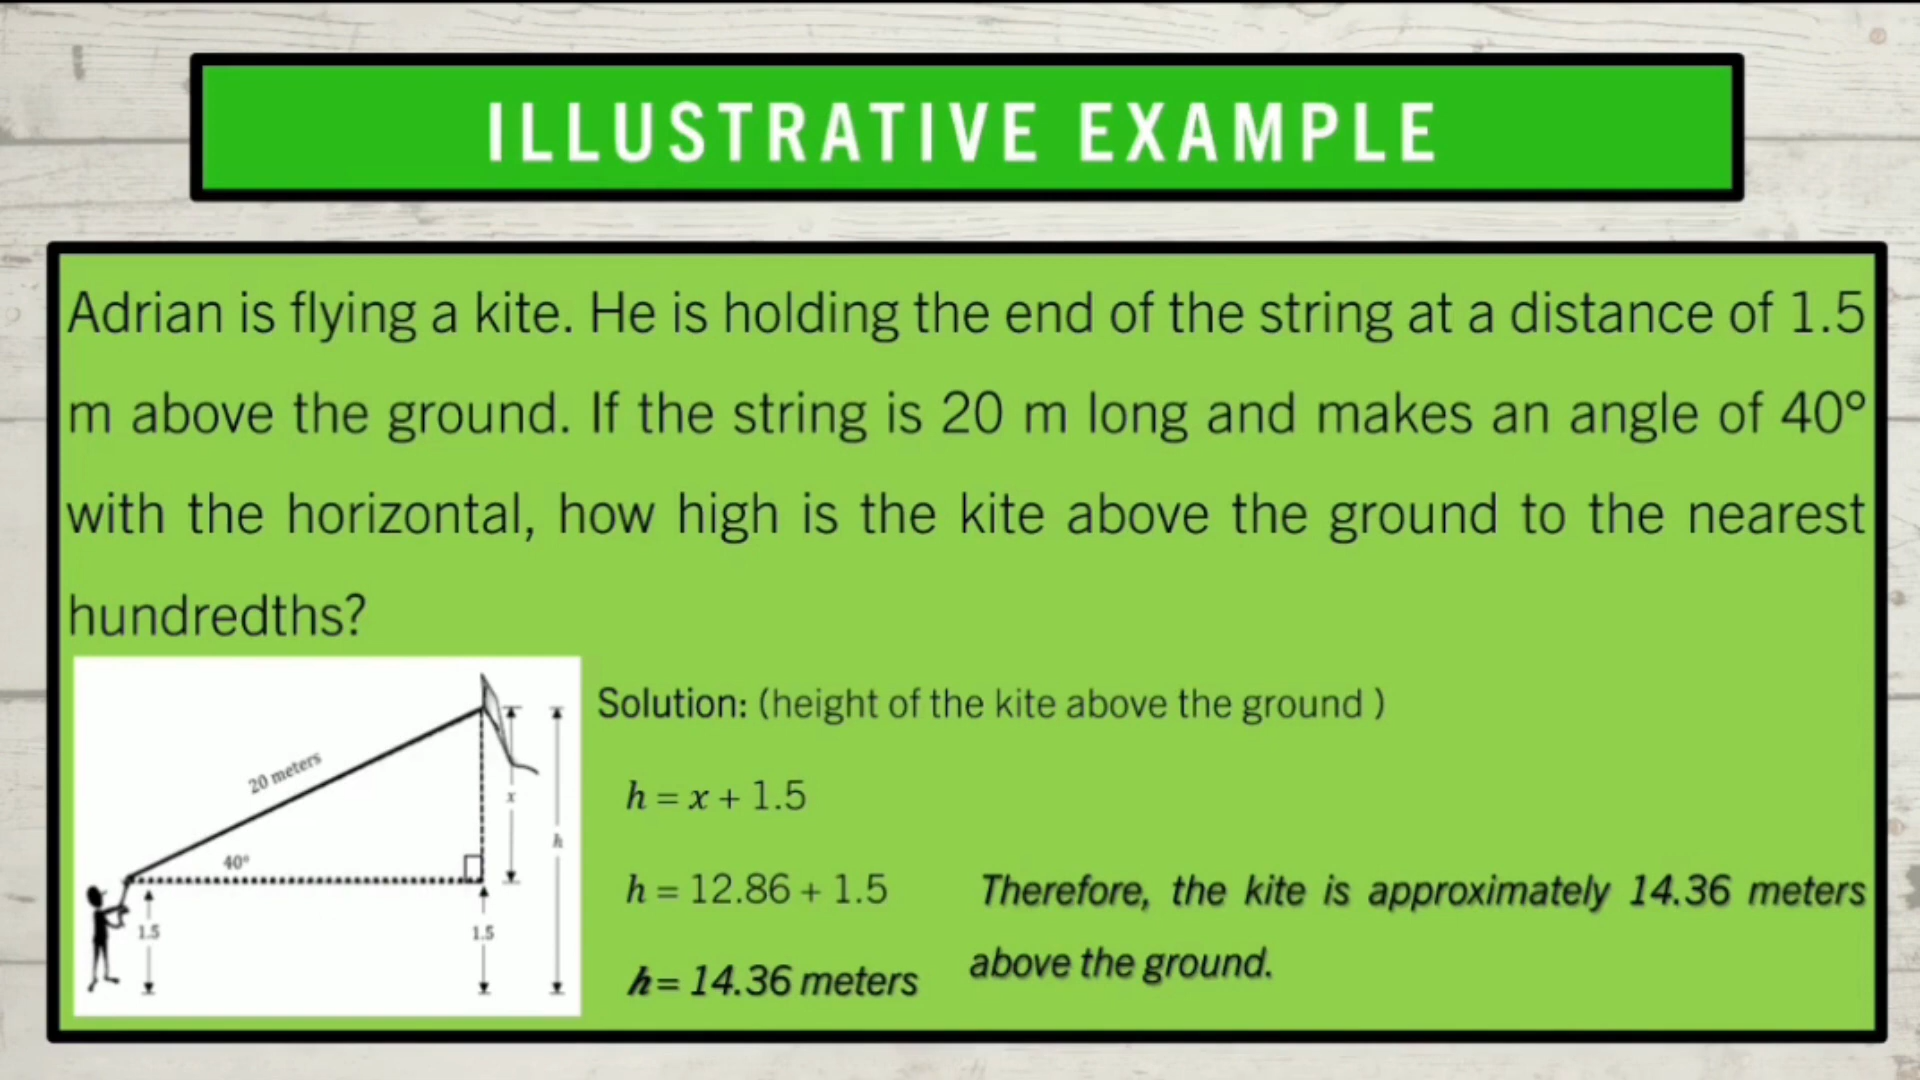 ILLUSTRATIVE EXAMPLE
Adrian is flying a kite. He is holding the end of the string at a distance of 1.5
m above the ground. If the string is 20 m long and makes an angle of 40°
with the horizontal, how high is the kite above the ground to the nearest
hundredths?
20 meters
40°
x
h
1.5
1.5
Solution: (height of the kite above the ground )
h = x + 1.5
h = 12.86 + 1.5
h = 14.36 meters
Therefore, the kite is approximately 14.36 meters
above the ground.